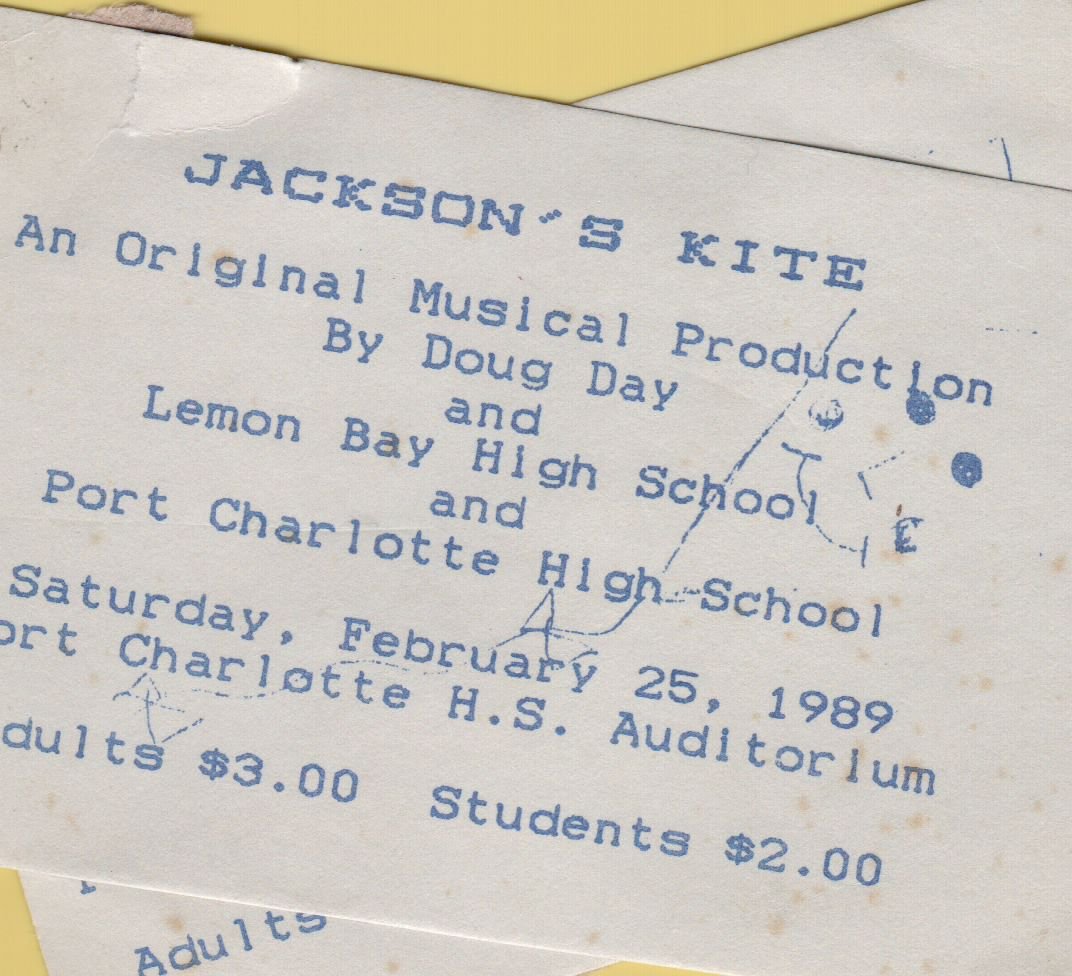 JACKSON'S KITE
An Original Musical Production
By Doug Day
and
Lemon Bay High School
and
Port Charlotte High School
Saturday, February 25, 1989
ort Charlotte H.S. Auditorium
dults $3.00 Students $2.00
Adults